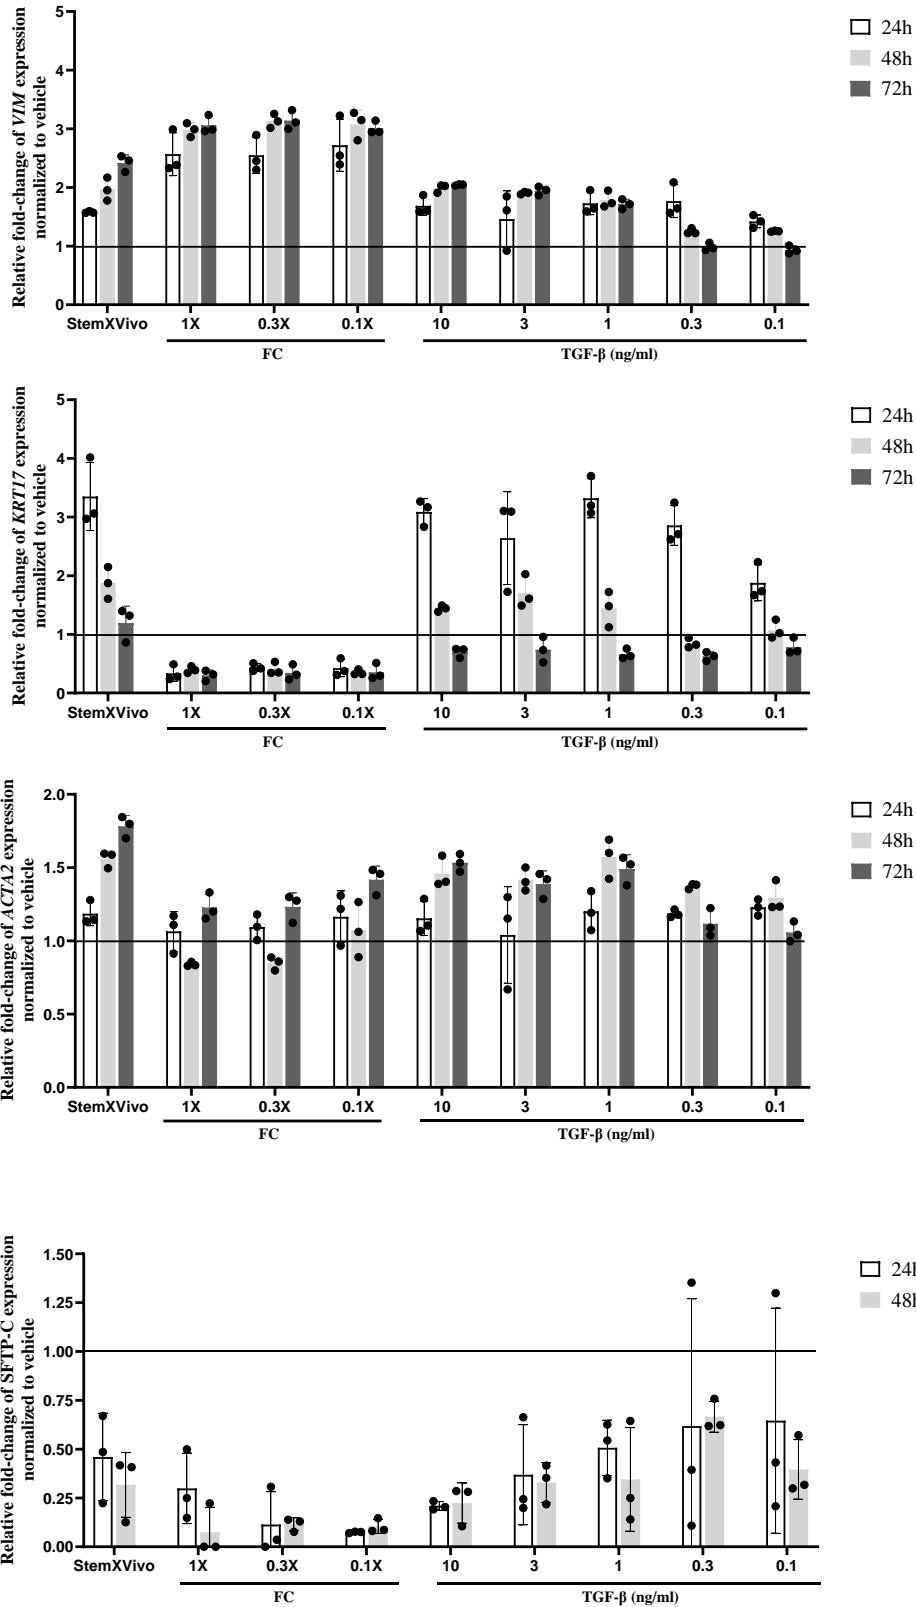 Relative fold-change of VIM expression
normalized to vehicle
5
4
3
2
1
0
24h
48h
72h
StemXVivo 1X 0.3X 0.1X 10 3 1 0.3 0.1
FC TGF-β (ng/ml)
Relative fold-change of KRT17 expression
normalized to vehicle
5
4
3
2
1
0
24h
48h
72h
StemXVivo 1X 0.3X 0.1X 10 3 1 0.3 0.1
FC TGF-β (ng/ml)
Relative fold-change of ACTA2 expression
normalized to vehicle
2.0
1.5
1.0
0.5
0.0
24h
48h
72h
StemXVivo 1X 0.3X 0.1X 10 3 1 0.3 0.1
FC TGF-β (ng/ml)
Relative fold-change of SFTP-C expression
normalized to vehicle
1.50
1.25
1.00
0.75
0.50
0.25
0.00
24h
48h
StemXVivo 1X 0.3X 0.1X 10 3 1 0.3 0.1
FC TGF-β (ng/ml)